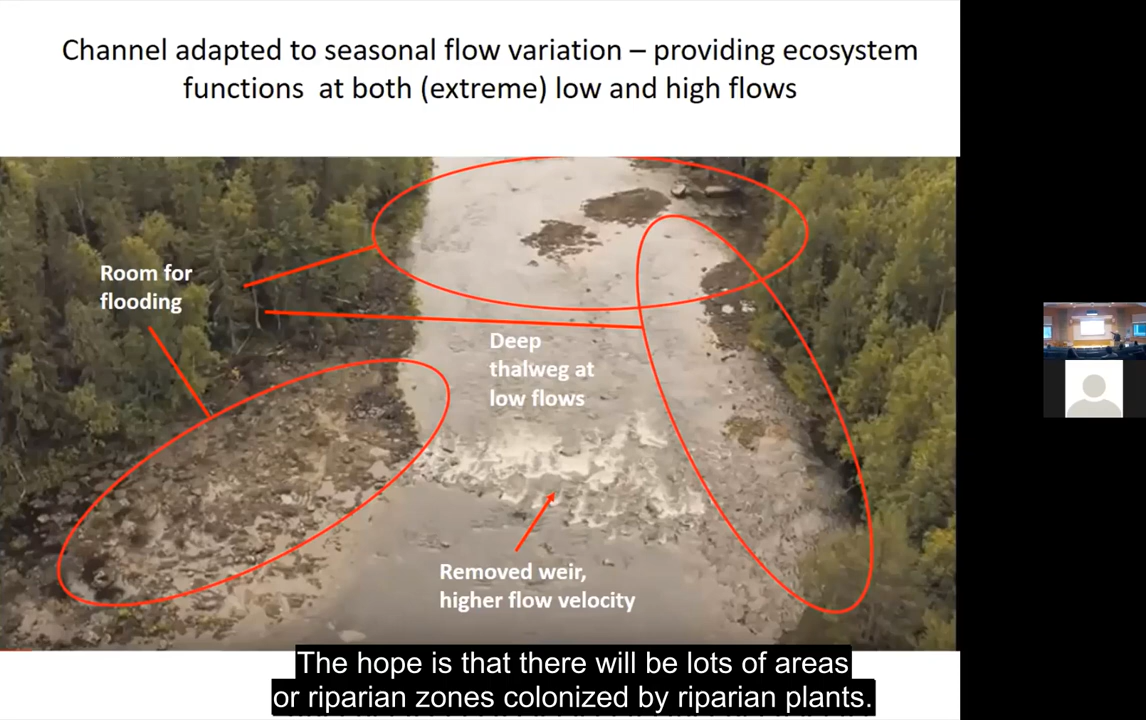 Channel adapted to seasonal flow variation – providing ecosystem
functions at both (extreme) low and high flows
Room for
flooding
Deep
thalweg at
low flows
Removed weir,
higher flow velocity
The hope is that there will be lots of areas
or riparian zones colonized by riparian plants.